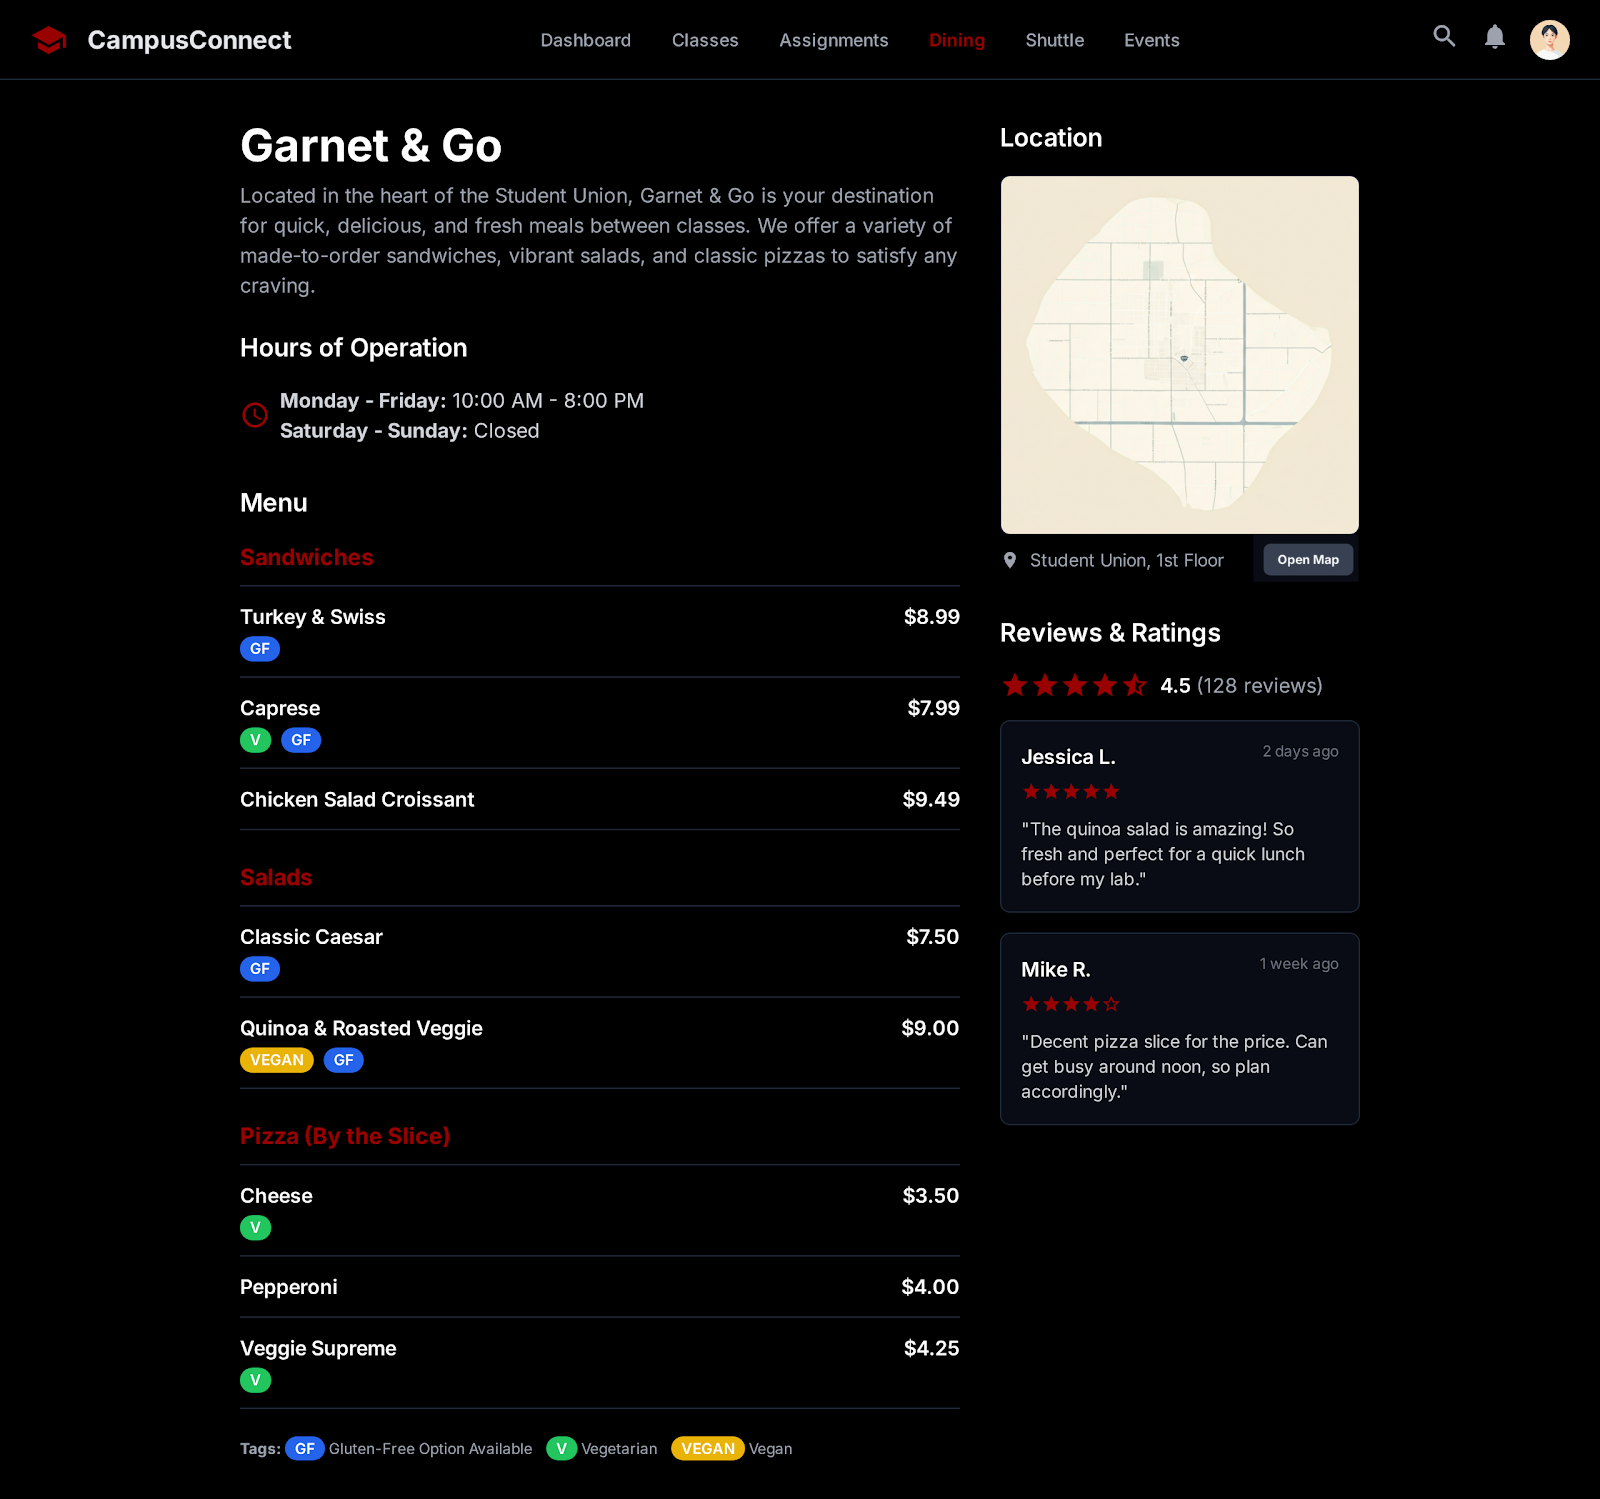 CampusConnect
Dashboard
Classes
Assignments
Dining
Shuttle
Events
Garnet & Go
Located in the heart of the Student Union, Garnet & Go is your destination
for quick, delicious, and fresh meals between classes. We offer a variety of
made-to-order sandwiches, vibrant salads, and classic pizzas to satisfy any
craving.
Hours of Operation
Monday - Friday: 10:00 AM - 8:00 PM
Saturday - Sunday: Closed
Menu
Sandwiches
Turkey & Swiss $8.99
GF
Caprese $7.99
V GF
Chicken Salad Croissant $9.49
Salads
Classic Caesar $7.50
GF
Quinoa & Roasted Veggie $9.00
VEGAN GF
Pizza (By the Slice)
Cheese $3.50
V
Pepperoni $4.00
Veggie Supreme $4.25
V
Tags: GF Gluten-Free Option Available V Vegetarian VEGAN Vegan
Location
Student Union, 1st Floor
Open Map
Reviews & Ratings
4.5 (128 reviews)
Jessica L. 2 days ago
"The quinoa salad is amazing! So
fresh and perfect for a quick lunch
before my lab."
Mike R. 1 week ago
"Decent pizza slice for the price. Can
get busy around noon, so plan
accordingly."